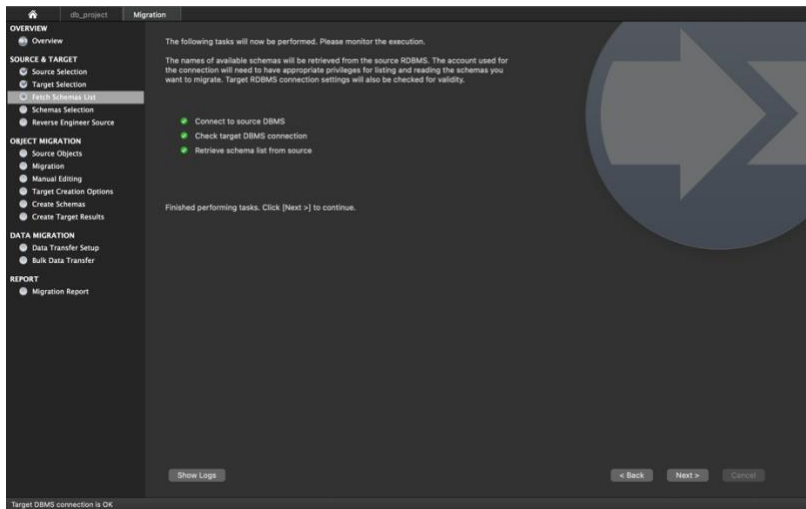 db_project
Migration
OVERVIEW
Overview
SOURCE & TARGET
Source Selection
Target Selection
Fetch Schemas List
Schemas Selection
Reverse Engineer Source
OBJECT MIGRATION
Source Objects
Migration
Manual Editing
Target Creation Options
Create Schemas
Create Target Results
DATA MIGRATION
Data Transfer Setup
Bulk Data Transfer
REPORT
Migration Report
The following tasks will now be performed. Please monitor the execution.
The names of available schemas will be retrieved from the source RDBMS. The account used for
the connection will need to have appropriate privileges for listing and reading the schemas you
want to migrate. Target RDBMS connection settings will also be checked for validity.
Connect to source DBMS
Check target DBMS connection
Retrieve schema list from source
Finished performing tasks. Click [Next >] to continue.
Show Logs
< Back
Next >
Cancel
Target DBMS connection is OK